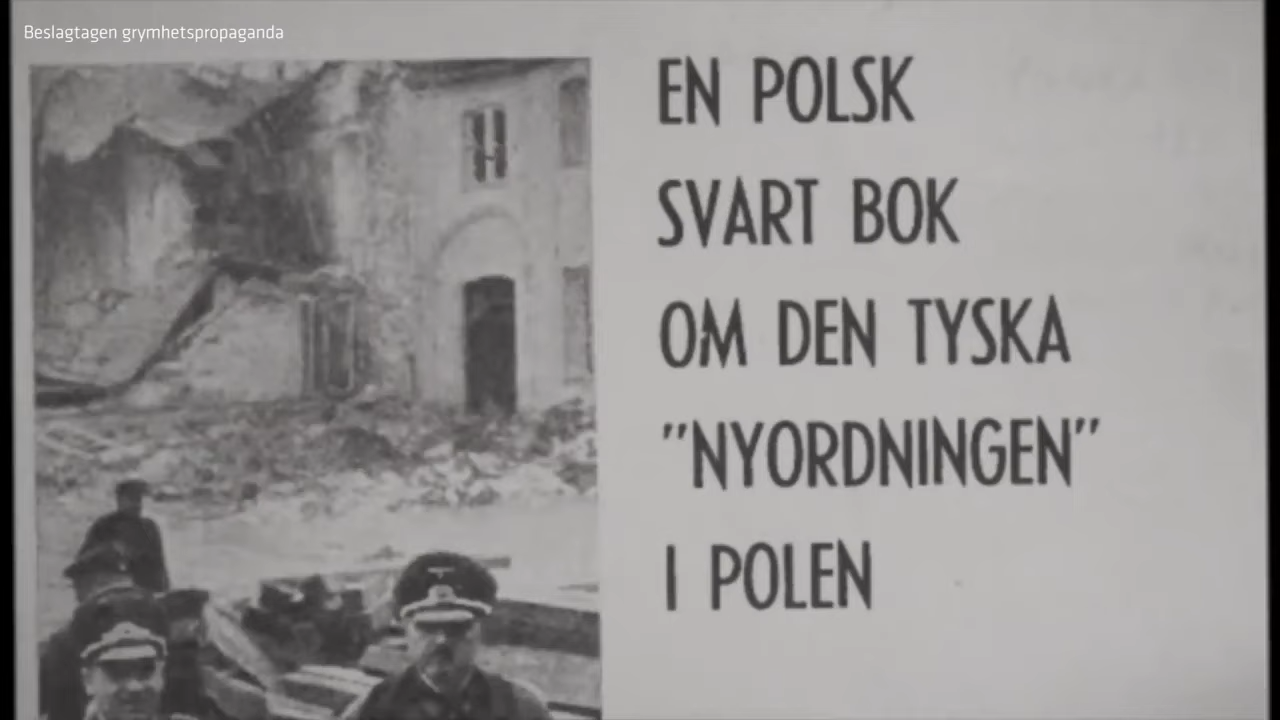 Beslagtagen grymhetspropaganda
EN POLSK
SVART BOK
OM DEN TYSKA
"NYORDNINGEN"
I POLEN